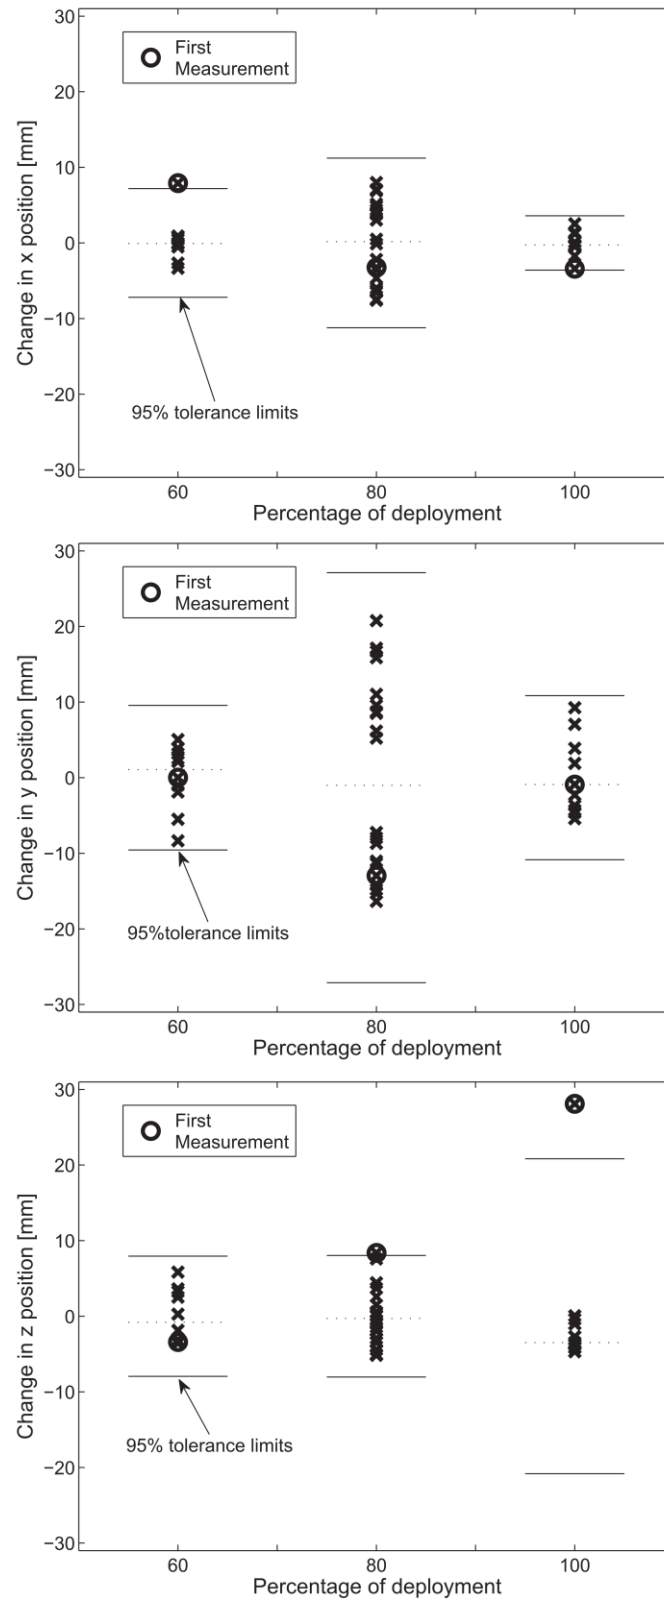 30
20
10
0
−10
−20
−30
Change in x position [mm]
First
Measurement
95% tolerance limits
60
80
100
Percentage of deployment
30
20
10
0
−10
−20
−30
Change in y position [mm]
First
Measurement
95%tolerance limits
60
80
100
Percentage of deployment
30
20
10
0
−10
−20
−30
Change in z position [mm]
First
Measurement
95% tolerance limits
60
80
100
Percentage of deployment